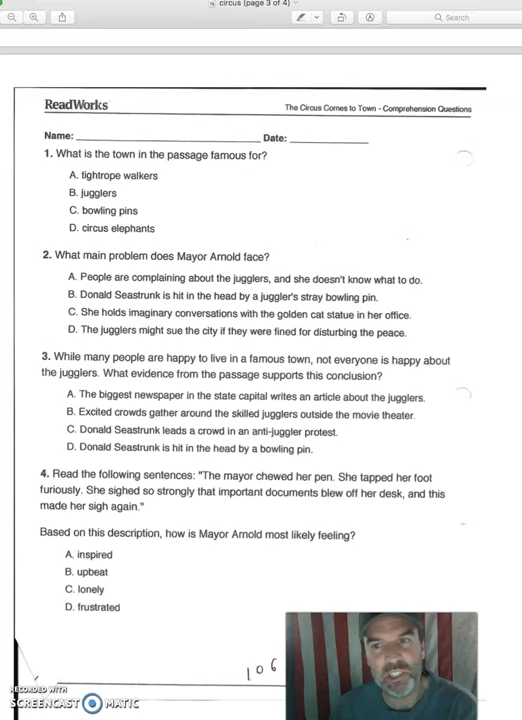 circus (page 3 of 4)
Search
ReadWorks
The Circus Comes to Town - Comprehension Questions
Name: Date:
1. What is the town in the passage famous for?
A. tightrope walkers
B. jugglers
C. bowling pins
D. circus elephants
2. What main problem does Mayor Arnold face?
A. People are complaining about the jugglers, and she doesn't know what to do.
B. Donald Seastrunk is hit in the head by a juggler's stray bowling pin.
C. She holds imaginary conversations with the golden cat statue in her office.
D. The jugglers might sue the city if they were fined for disturbing the peace.
3. While many people are happy to live in a famous town, not everyone is happy about
the jugglers. What evidence from the passage supports this conclusion?
A. The biggest newspaper in the state capital writes an article about the jugglers.
B. Excited crowds gather around the skilled jugglers outside the movie theater.
C. Donald Seastrunk leads a crowd in an anti-juggler protest.
D. Donald Seastrunk is hit in the head by a bowling pin.
4. Read the following sentences: "The mayor chewed her pen. She tapped her foot
furiously. She sighed so strongly that important documents blew off her desk, and this
made her sigh again."
Based on this description, how is Mayor Arnold most likely feeling?
A. inspired
B. upbeat
C. lonely
D. frustrated
106
RECORDED WITH
SCREENCAST MATIC